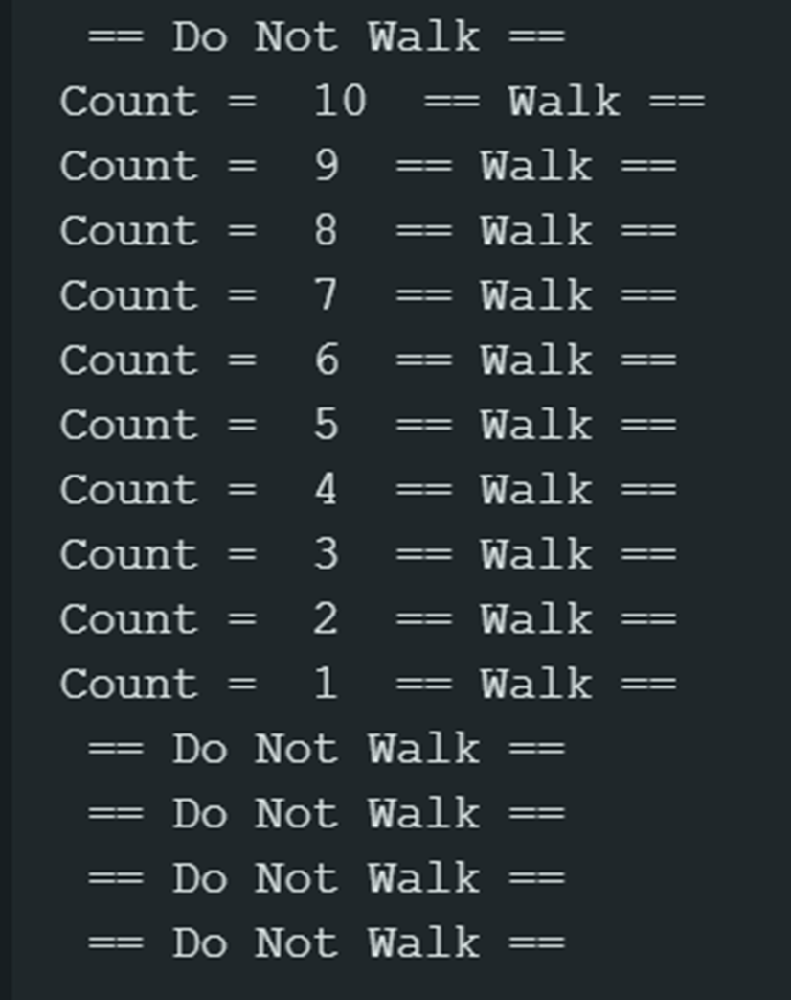 == Do Not Walk ==
Count =  10  == Walk ==
Count =  9  == Walk ==
Count =  8  == Walk ==
Count =  7  == Walk ==
Count =  6  == Walk ==
Count =  5  == Walk ==
Count =  4  == Walk ==
Count =  3  == Walk ==
Count =  2  == Walk ==
Count =  1  == Walk ==
 == Do Not Walk ==
 == Do Not Walk ==
 == Do Not Walk ==
 == Do Not Walk ==